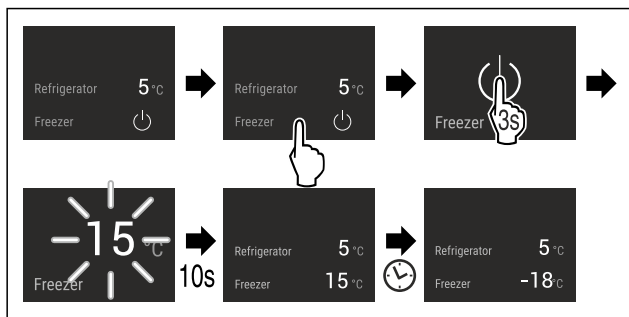 Refrigerator 5 °C
Freezer
Refrigerator 5 °C
Freezer
Freezer 3s
15 °C
Freezer
10s
Refrigerator 5 °C
Freezer 15 °C
Refrigerator 5 °C
Freezer -18 °C